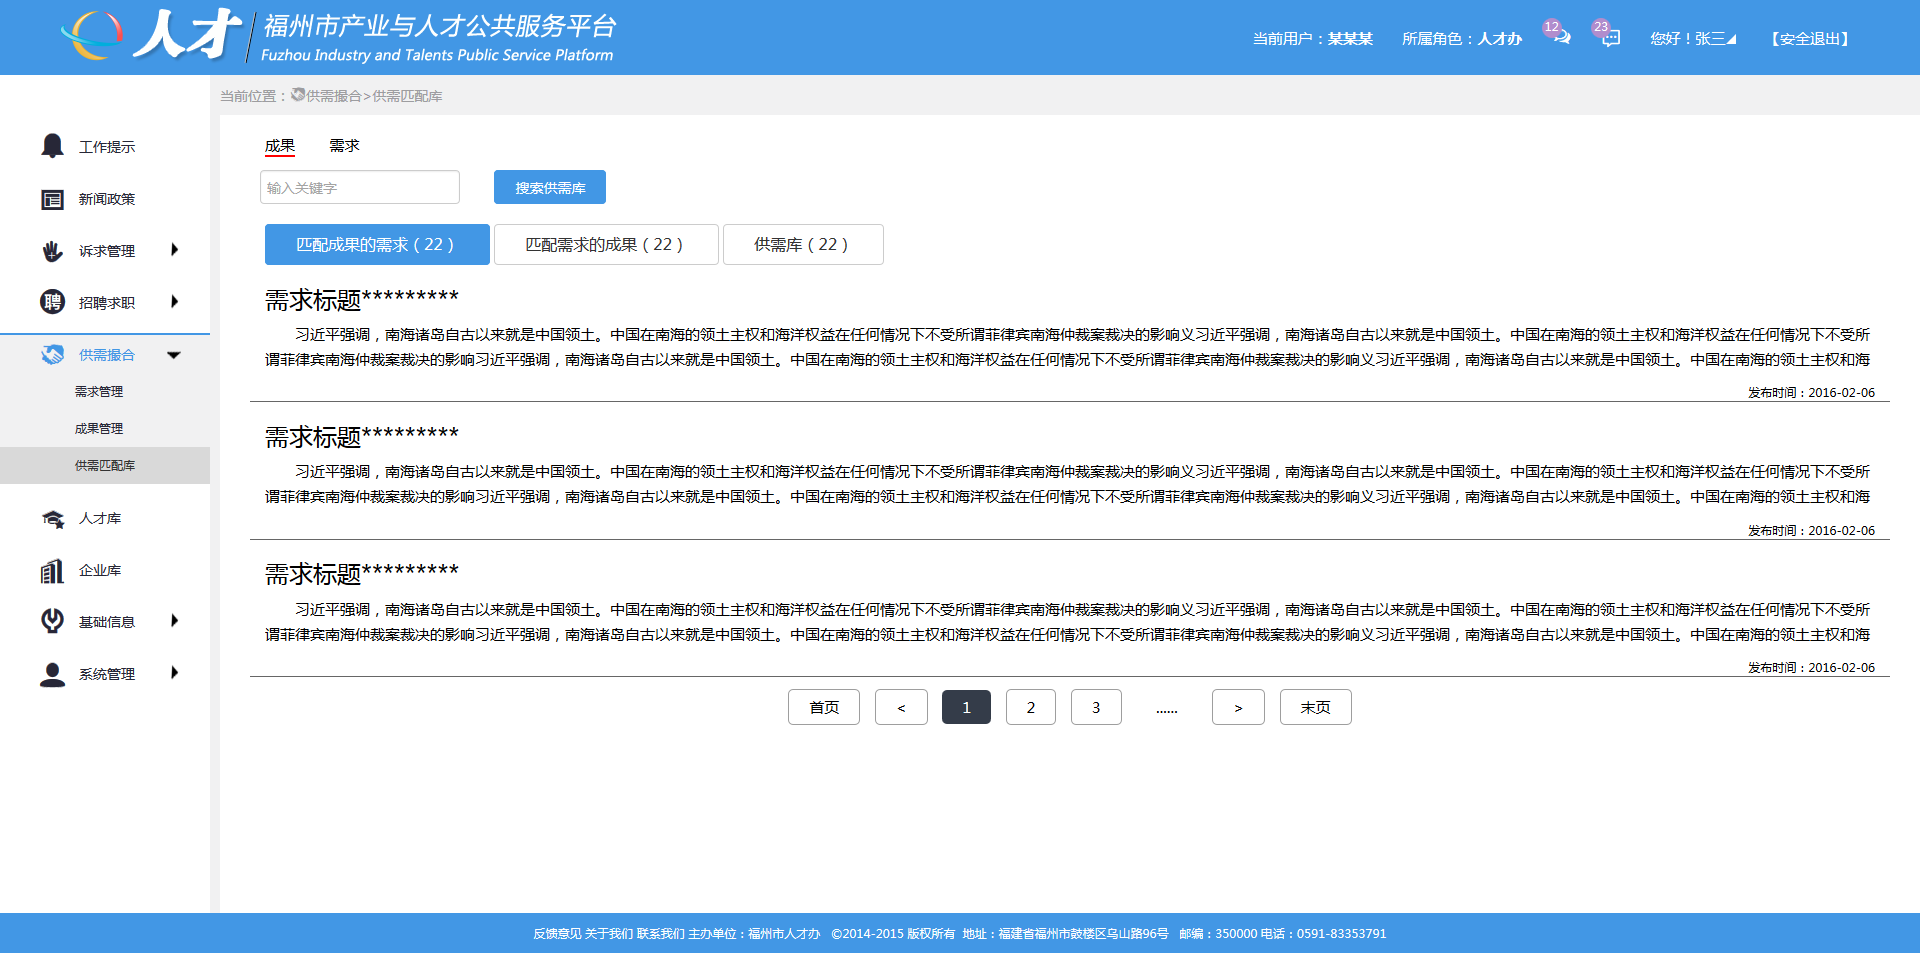 人才
福州市产业与人才公共服务平台
Fuzhou Industry and Talents Public Service Platform
当前用户：某某某
所属角色：人才办
12
23
您好！张三
【安全退出】
当前位置：供需撮合>供需匹配库
工作提示
新闻政策
诉求管理
聘
招聘求职
供需撮合
需求管理
成果管理
供需匹配库
人才库
企业库
基础信息
系统管理
成果 需求
输入关键字
搜索供需库
匹配成果的需求（22）
匹配需求的成果（22）
供需库（22）
需求标题*********
习近平强调，南海诸岛自古以来就是中国领土。中国在南海的领土主权和海洋权益在任何情况下不受所谓菲律宾南海仲裁案裁决的影响义习近平强调，南海诸岛自古以来就是中国领土。中国在南海的领土主权和海洋权益在任何情况下不受所
谓菲律宾南海仲裁案裁决的影响习近平强调，南海诸岛自古以来就是中国领土。中国在南海的领土主权和海洋权益在任何情况下不受所谓菲律宾南海仲裁案裁决的影响义习近平强调，南海诸岛自古以来就是中国领土。中国在南海的领土主权和海
发布时间：2016-02-06
需求标题*********
习近平强调，南海诸岛自古以来就是中国领土。中国在南海的领土主权和海洋权益在任何情况下不受所谓菲律宾南海仲裁案裁决的影响义习近平强调，南海诸岛自古以来就是中国领土。中国在南海的领土主权和海洋权益在任何情况下不受所
谓菲律宾南海仲裁案裁决的影响习近平强调，南海诸岛自古以来就是中国领土。中国在南海的领土主权和海洋权益在任何情况下不受所谓菲律宾南海仲裁案裁决的影响义习近平强调，南海诸岛自古以来就是中国领土。中国在南海的领土主权和海
发布时间：2016-02-06
需求标题*********
习近平强调，南海诸岛自古以来就是中国领土。中国在南海的领土主权和海洋权益在任何情况下不受所谓菲律宾南海仲裁案裁决的影响义习近平强调，南海诸岛自古以来就是中国领土。中国在南海的领土主权和海洋权益在任何情况下不受所
谓菲律宾南海仲裁案裁决的影响习近平强调，南海诸岛自古以来就是中国领土。中国在南海的领土主权和海洋权益在任何情况下不受所谓菲律宾南海仲裁案裁决的影响义习近平强调，南海诸岛自古以来就是中国领土。中国在南海的领土主权和海
发布时间：2016-02-06
首页 < 1 2 3 ...... > 末页
反馈意见 关于我们 联系我们 主办单位：福州市人才办 ©2014-2015 版权所有 地址：福建省福州市鼓楼区乌山路96号 邮编：350000 电话：0591-83353791